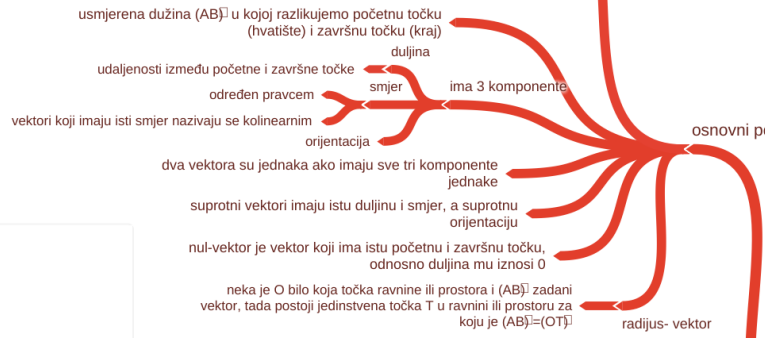 usmjerena dužina (AB)⃗ u kojoj razlikujemo početnu točku
(hvatište) i završnu točku (kraj)
duljina
udaljenosti između početne i završne točke
smjer
ima 3 komponente
određen pravcem
vektori koji imaju isti smjer nazivaju se kolinearnim
orijentacija
osnovni
dva vektora su jednaka ako imaju sve tri komponente
jednake
suprotni vektori imaju istu duljinu i smjer, a suprotnu
orijentaciju
nul-vektor je vektor koji ima istu početnu i završnu točku,
odnosno duljina mu iznosi 0
neka je O bilo koja točka ravnine ili prostora i (AB)⃗ zadani
vektor, tada postoji jedinstvena točka T u ravnini ili prostoru za
koju je (AB)⃗=(OT)⃗
radijus- vektor